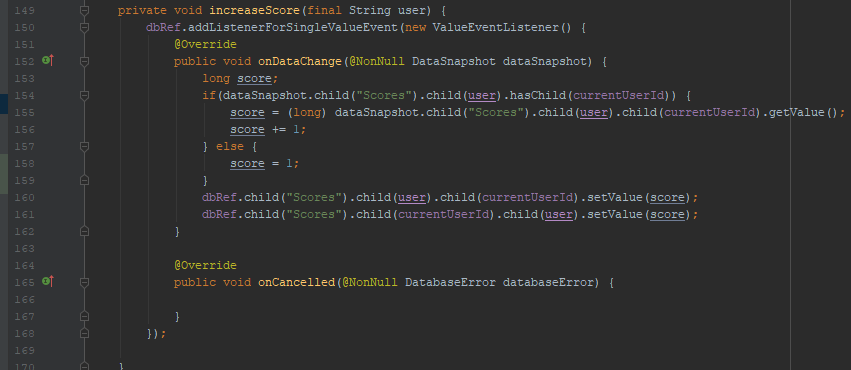 149 private void increaseScore(final String user) {
150 dbRef.addListenerForSingleValueEvent(new ValueEventListener() {
151 @Override
152 public void onDataChange(@NonNull DataSnapshot dataSnapshot) {
153 long score;
154 if(dataSnapshot.child("Scores").child(user).hasChild(currentUserId)) {
155 score = (long) dataSnapshot.child("Scores").child(user).child(currentUserId).getValue();
156 score += 1;
157 } else {
158 score = 1;
159 }
160 dbRef.child("Scores").child(user).child(currentUserId).setValue(score);
161 dbRef.child("Scores").child(currentUserId).child(user).setValue(score);
162 }
163
164 @Override
165 public void onCancelled(@NonNull DatabaseError databaseError) {
166
167 }
168 });
169
170 }